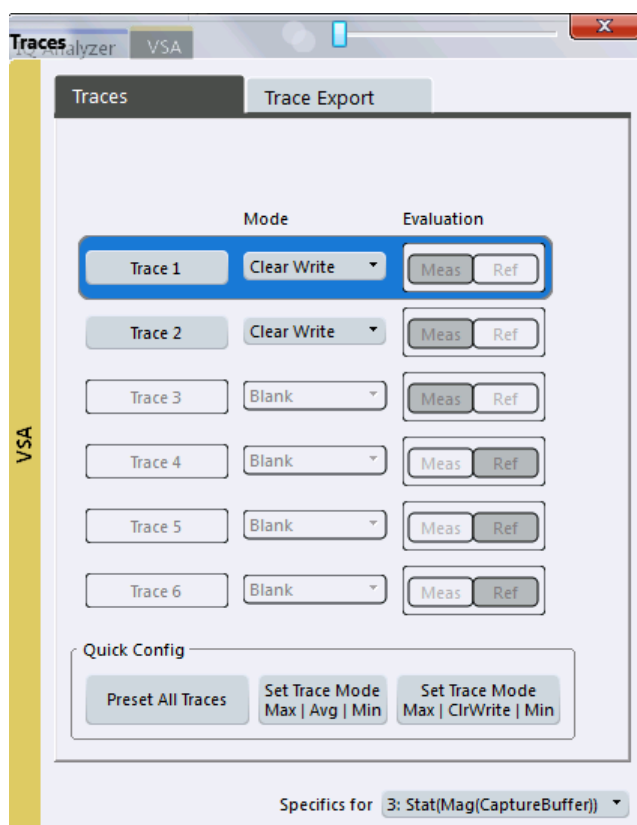 Traces
IQ Analyzer VSA
X
Traces Trace Export
Mode Evaluation
Trace 1 Clear Write Meas Ref
Trace 2 Clear Write Meas Ref
Trace 3 Blank Meas Ref
Trace 4 Blank Meas Ref
Trace 5 Blank Meas Ref
Trace 6 Blank Meas Ref
VSA
Quick Config
Preset All Traces
Set Trace Mode
Max | Avg | Min
Set Trace Mode
Max | ClrWrite | Min
Specifics for 3: Stat(Mag(CaptureBuffer))